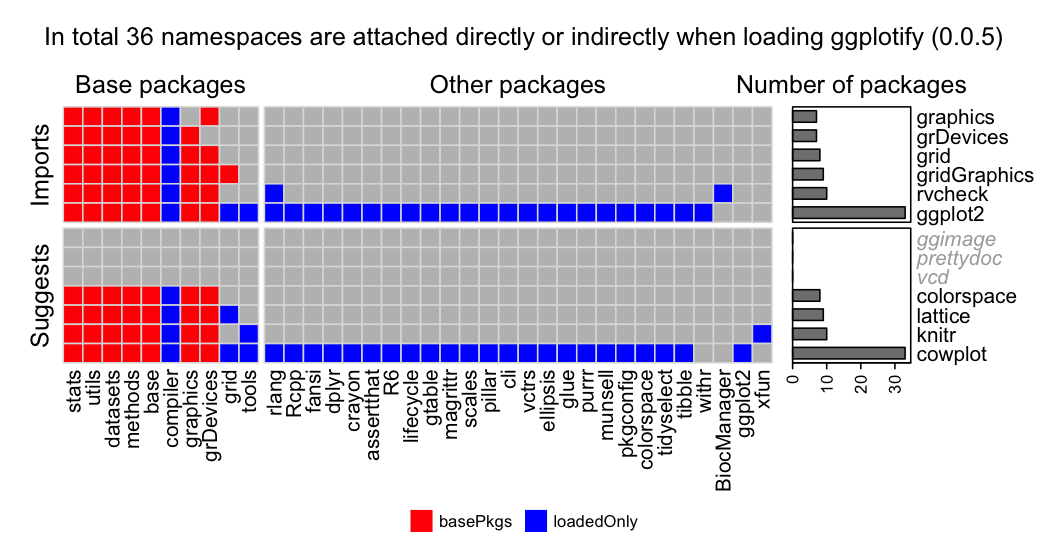 In total 36 namespaces are attached directly or indirectly when loading ggplotify (0.0.5)
Base packages
Other packages
Number of packages
Imports
graphics
grDevices
grid
gridGraphics
rvcheck
ggplot2
Suggests
ggimage
prettydoc
vcd
colorspace
lattice
knitr
cowplot
stats
utils
datasets
methods
base
compiler
graphics
grDevices
grid
tools
rlang
Rcpp
fansi
dplyr
crayon
assertthat
R6
lifecycle
gtable
magrittr
scales
pillar
cli
vctrs
ellipsis
glue
purrr
munsell
pkgconfig
colorspace
tidyselect
tibble
withr
BiocManager
ggplot2
xfun
0
10
20
30
basePkgs
loadedOnly